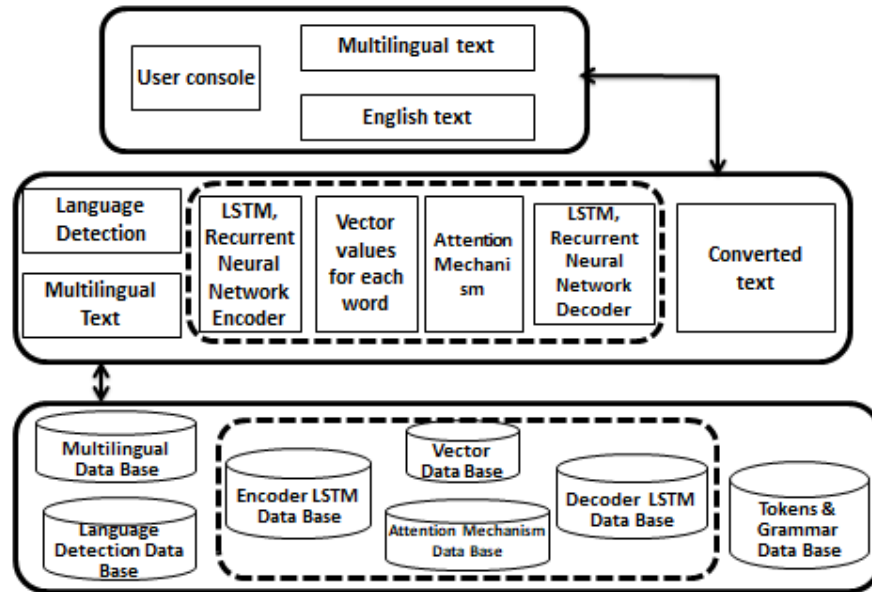 User console
Multilingual text
English text
Language
Detection
Multilingual
Text
LSTM,
Recurrent
Neural
Network
Encoder
Vector
values
for each
word
Attention
Mechani
sm
LSTM,
Recurrent
Neural
Network
Decoder
Converted
text
Multilingual
Data Base
Language
Detection Data
Base
Encoder LSTM
Data Base
Vector
Data Base
Attention Mechanism
Data Base
Decoder LSTM
Data Base
Tokens &
Grammar
Data Base